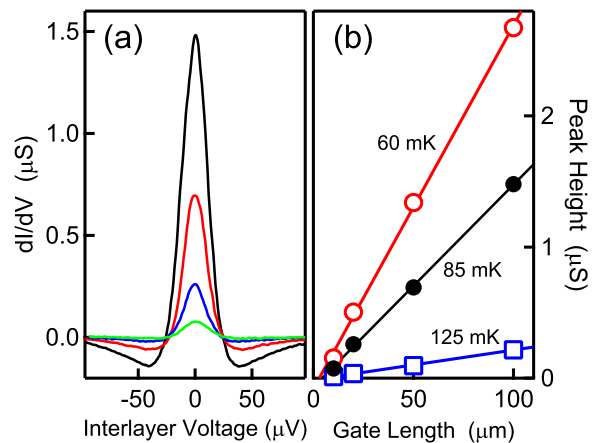 (a)
(b)
1.5
1.0
0.5
0.0
dI/dV (μS)
-50
0
50
Interlayer Voltage (μV)
60 mK
85 mK
125 mK
2
1
0
Peak Height (μS)
0
50
100
Gate Length (μm)